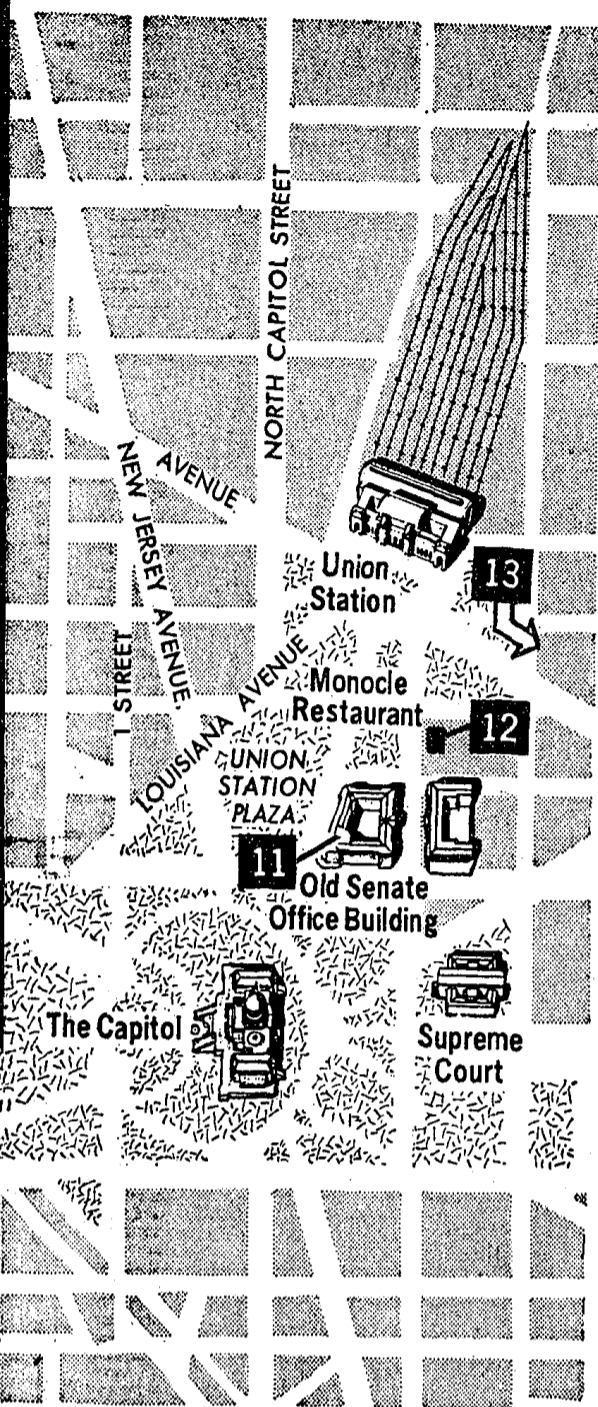 NORTH CAPITOL STREET
AVENUE
NEW JERSEY AVENUE
Union
Station
13
1 STREET
LOUISIANA AVENUE
Monocle
Restaurant
12
UNION
STATION
PLAZA
11
Old Senate
Office Building
The Capitol
Supreme
Court